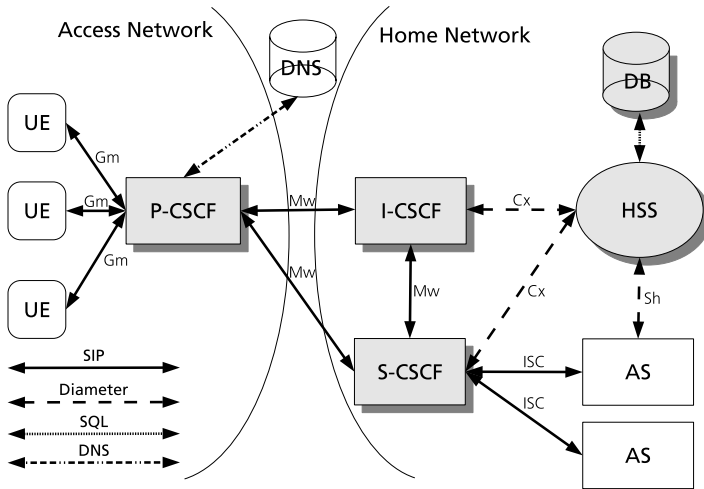 Access Network
Home Network
DNS
DB
UE
Gm
UE
Gm
P-CSCF
Mw
I-CSCF
Cx
HSS
Gm
Mw
Mw
Cx
Sh
UE
SIP
Diameter
SQL
DNS
S-CSCF
ISC
AS
ISC
AS